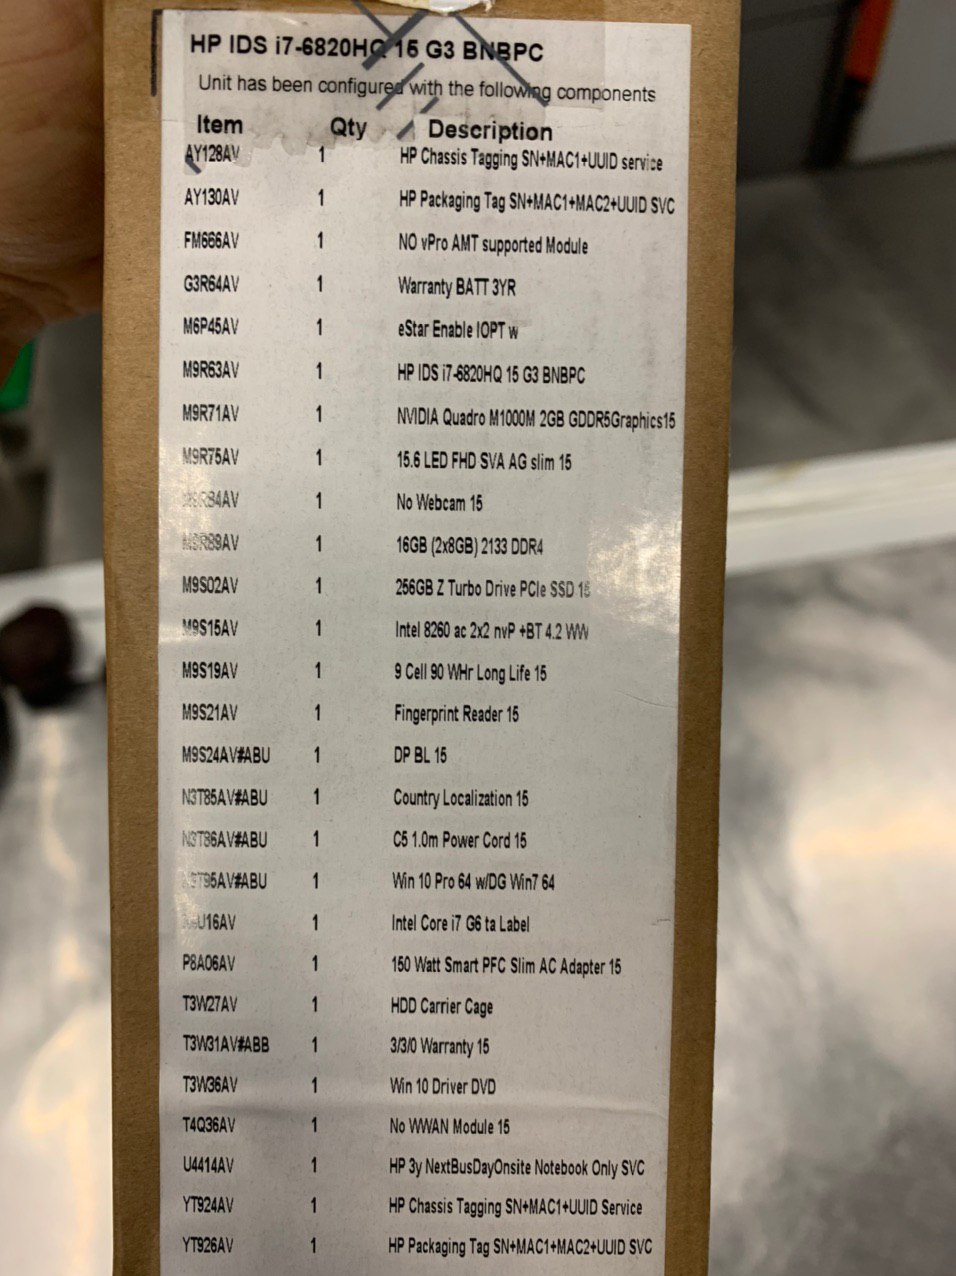 HP IDS i7-6820HQ 15 G3 BNBPC
Unit has been configured with the following components
Item Qty Description
AY128AV 1 HP Chassis Tagging SN+MAC1+UUID service
AY130AV 1 HP Packaging Tag SN+MAC1+MAC2+UUID SVC
FM666AV 1 NO vPro AMT supported Module
G3R64AV 1 Warranty BATT 3YR
M6P45AV 1 eStar Enable IOPT w
M9R63AV 1 HP IDS i7-6820HQ 15 G3 BNBPC
M9R71AV 1 NVIDIA Quadro M1000M 2GB GDDR5Graphics15
M9R75AV 1 15.6 LED FHD SVA AG slim 15
1 No Webcam 15
M9R89AV 1 16GB (2x8GB) 2133 DDR4
M9S02AV 1 256GB Z Turbo Drive PCIe SSD 15
M9S15AV 1 Intel 8260 ac 2x2 nvP +BT 4.2 WW
M9S19AV 1 9 Cell 90 WHr Long Life 15
M9S21AV 1 Fingerprint Reader 15
M9S24AV#ABU 1 DP BL 15
N3T85AV#ABU 1 Country Localization 15
N3T86AV#ABU 1 C5 1.0m Power Cord 15
1 Win 10 Pro 64 w/DG Win7 64
1 Intel Core i7 G6 ta Label
P8A06AV 1 150 Watt Smart PFC Slim AC Adapter 15
T3W27AV 1 HDD Carrier Cage
T3W31AV#ABB 1 3/3/0 Warranty 15
T3W36AV 1 Win 10 Driver DVD
T4Q36AV 1 No WWAN Module 15
U4414AV 1 HP 3y NextBusDayOnsite Notebook Only SVC
YT924AV 1 HP Chassis Tagging SN+MAC1+UUID Service
YT926AV 1 HP Packaging Tag SN+MAC1+MAC2+UUID SVC